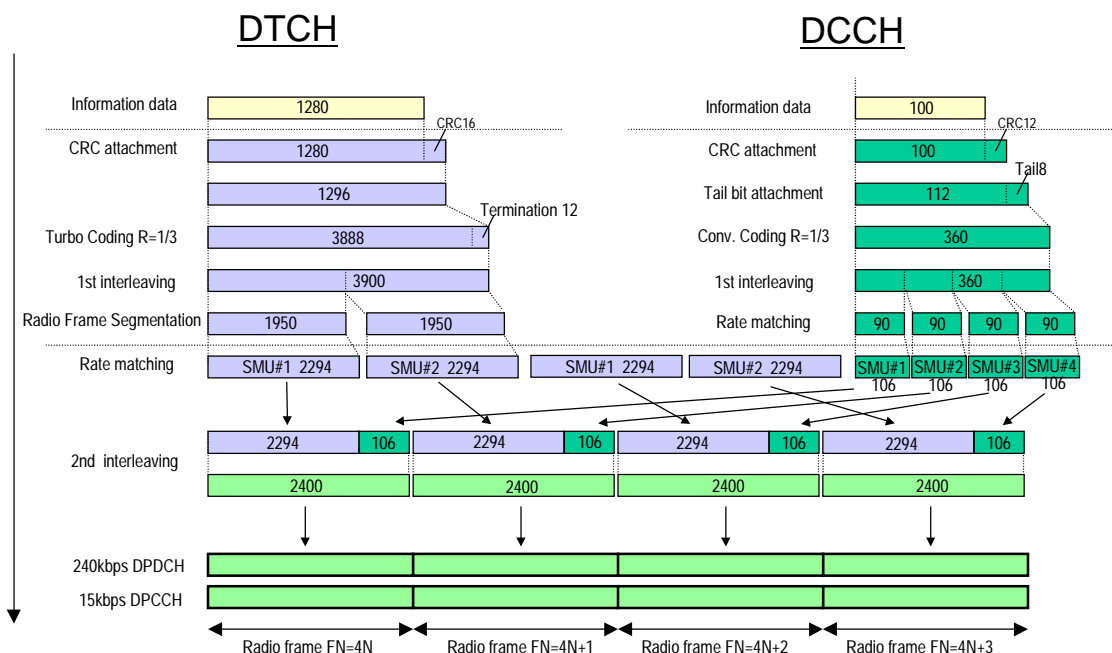 DTCH DCCH
Information data 1280 Information data 100
CRC16 CRC12
CRC attachment 1280 CRC attachment 100
Tail8
1296 Tail bit attachment 112
Termination 12
Turbo Coding R=1/3 3888 Conv. Coding R=1/3 360
1st interleaving 3900 1st interleaving 360
Radio Frame Segmentation 1950 1950 Rate matching 90 90 90 90
Rate matching SMU#1 2294 SMU#2 2294 SMU#1 2294 SMU#2 2294 SMU#1 SMU#2 SMU#3 SMU#4
106 106 106 106
2294 106 2294 106 2294 106 2294 106
2nd interleaving
2400 2400 2400 2400
240kbps DPDCH
15kbps DPCCH
Radio frame FN=4N Radio frame FN=4N+1 Radio frame FN=4N+2 Radio frame FN=4N+3